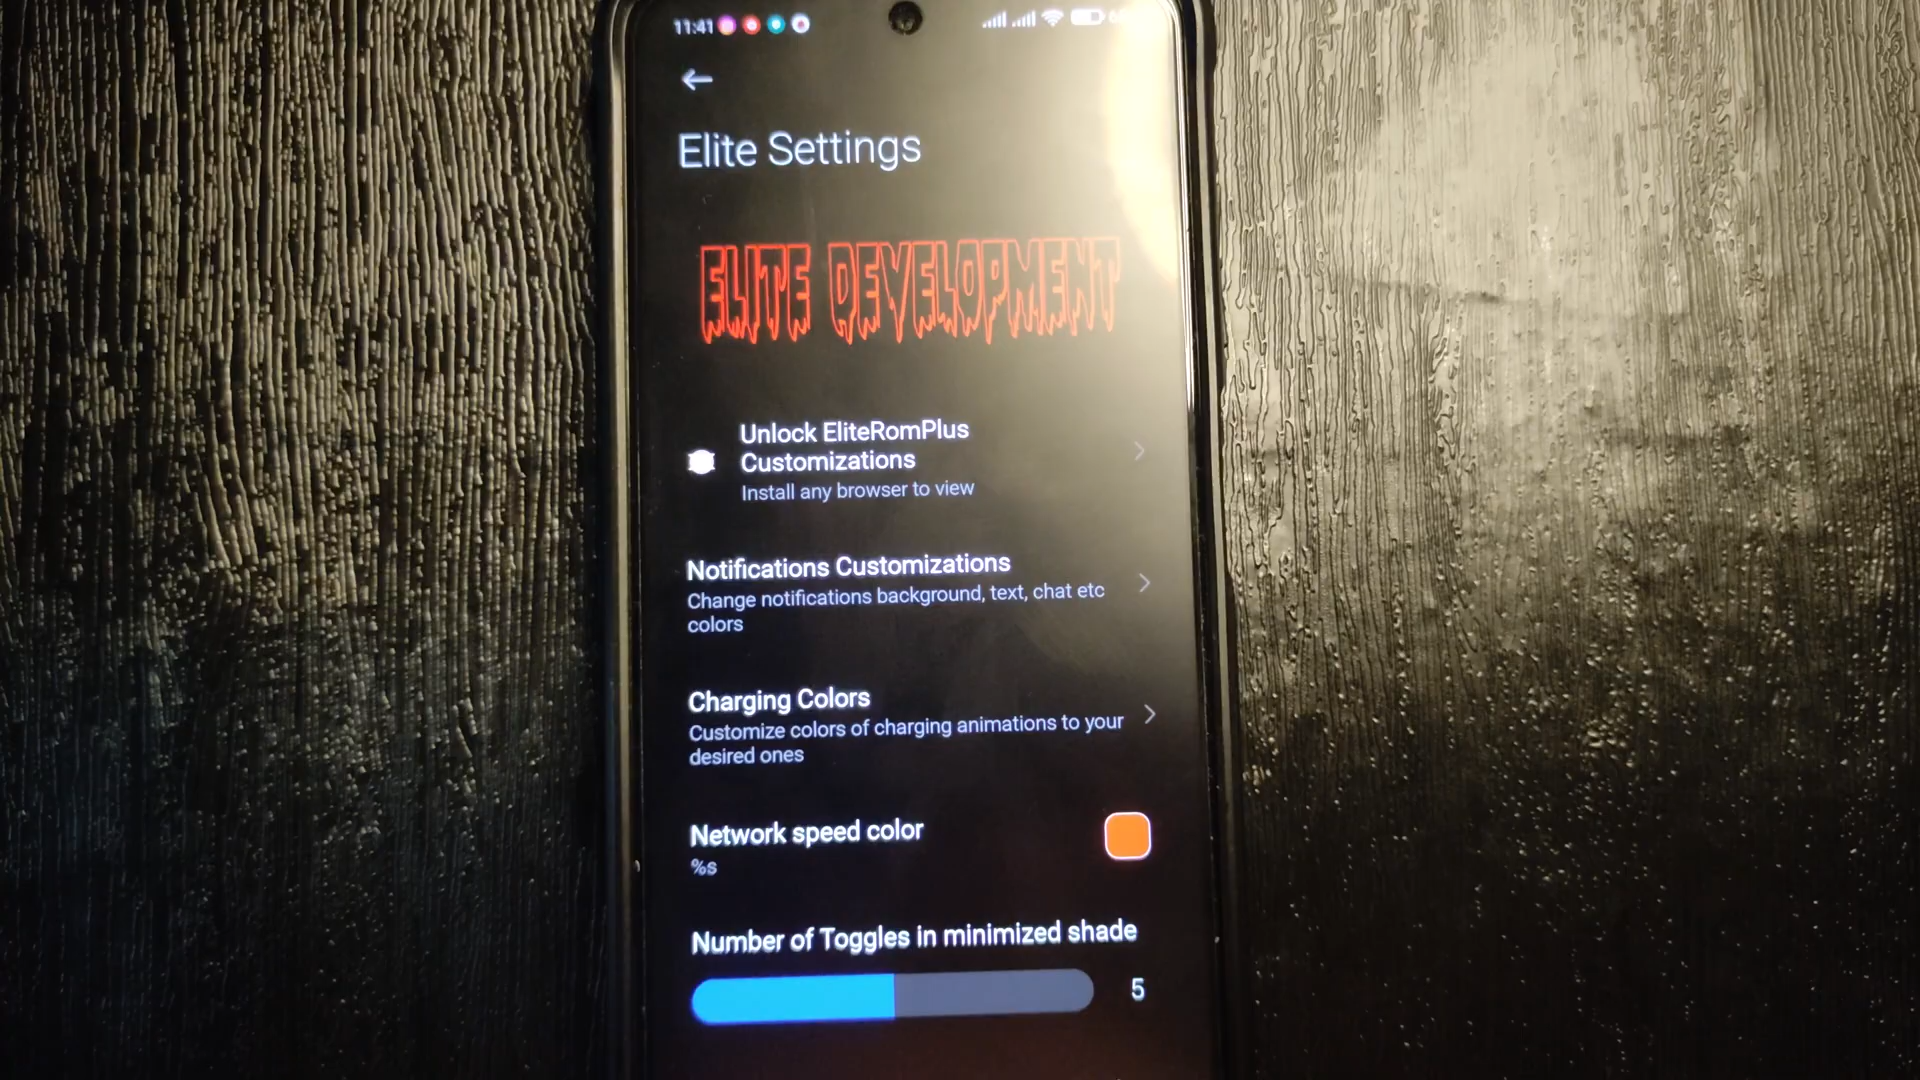 11:41
Elite Settings
ELITE DEVELOPMENT
Unlock EliteRomPlus
Customizations
Install any browser to view
Notifications Customizations
Change notifications background, text, chat etc
colors
Charging Colors
Customize colors of charging animations to your
desired ones
Network speed color
%s
Number of Toggles in minimized shade
5